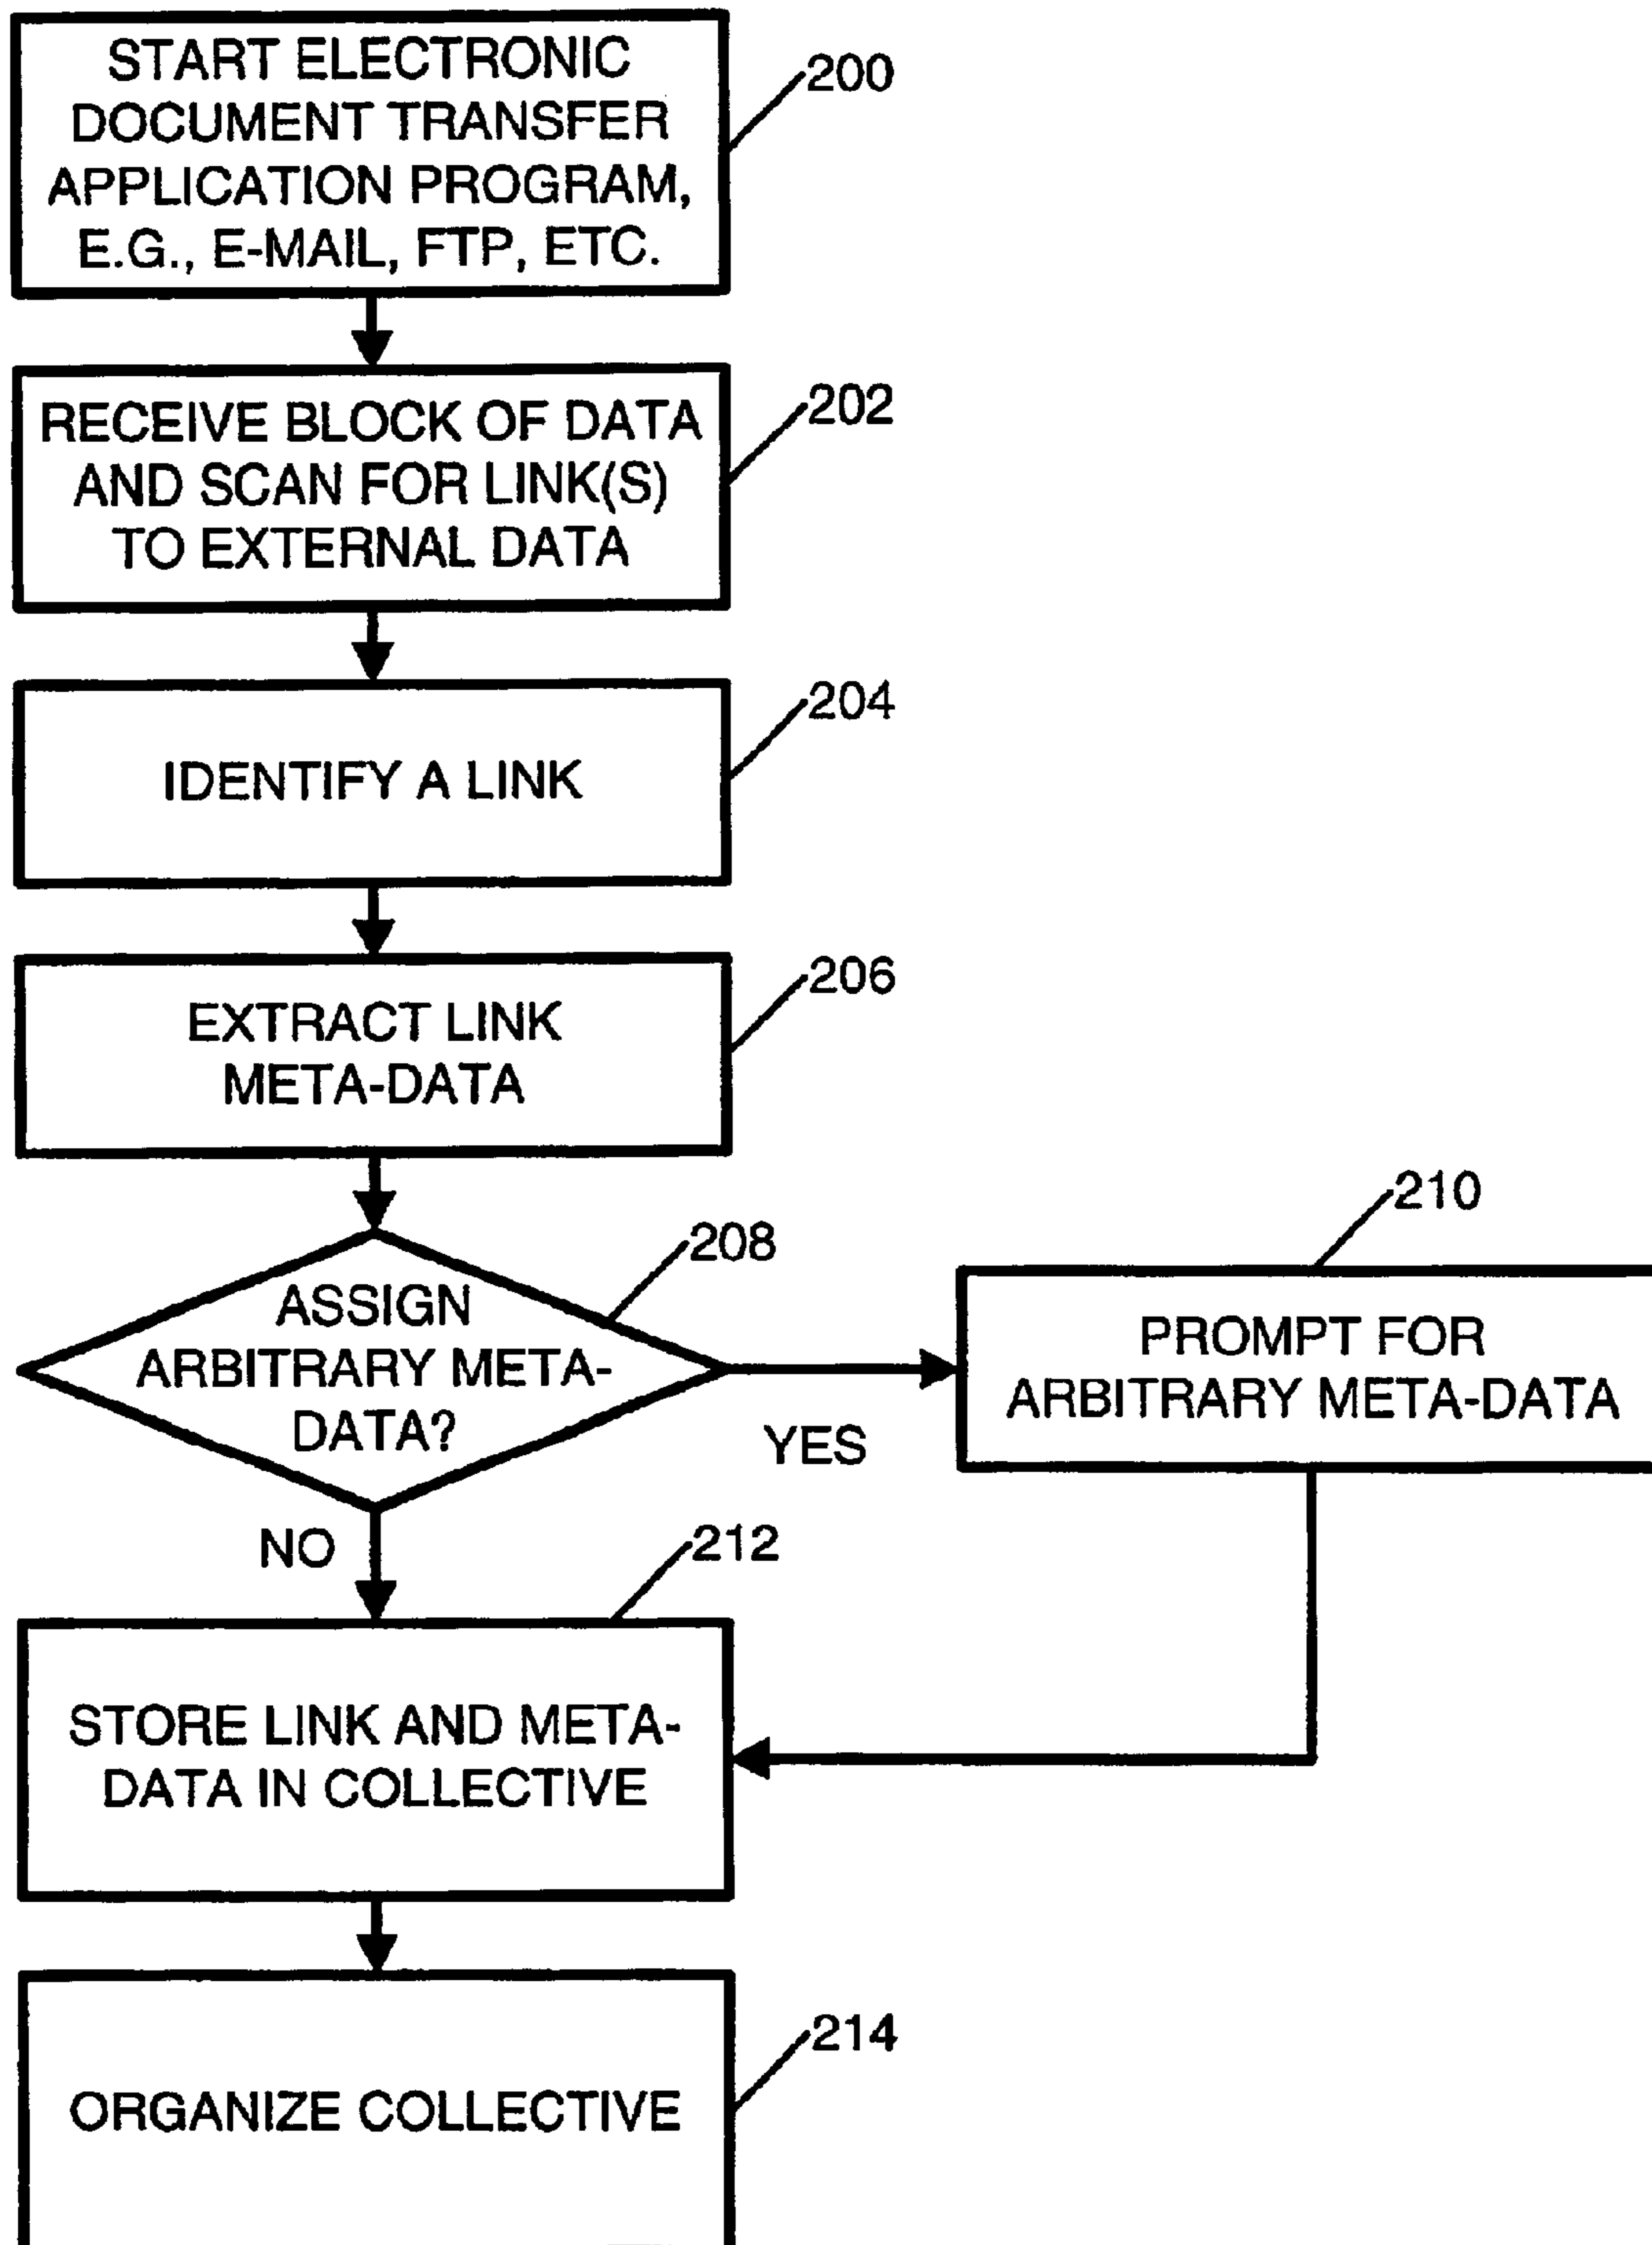 START ELECTRONIC
DOCUMENT TRANSFER
APPLICATION PROGRAM,
E.G., E-MAIL, FTP, ETC.
200
RECEIVE BLOCK OF DATA
AND SCAN FOR LINK(S)
TO EXTERNAL DATA
202
IDENTIFY A LINK
204
EXTRACT LINK
META-DATA
206
ASSIGN
ARBITRARY META-
DATA?
208
YES
PROMPT FOR
ARBITRARY META-DATA
210
NO
STORE LINK AND META-
DATA IN COLLECTIVE
212
ORGANIZE COLLECTIVE
214